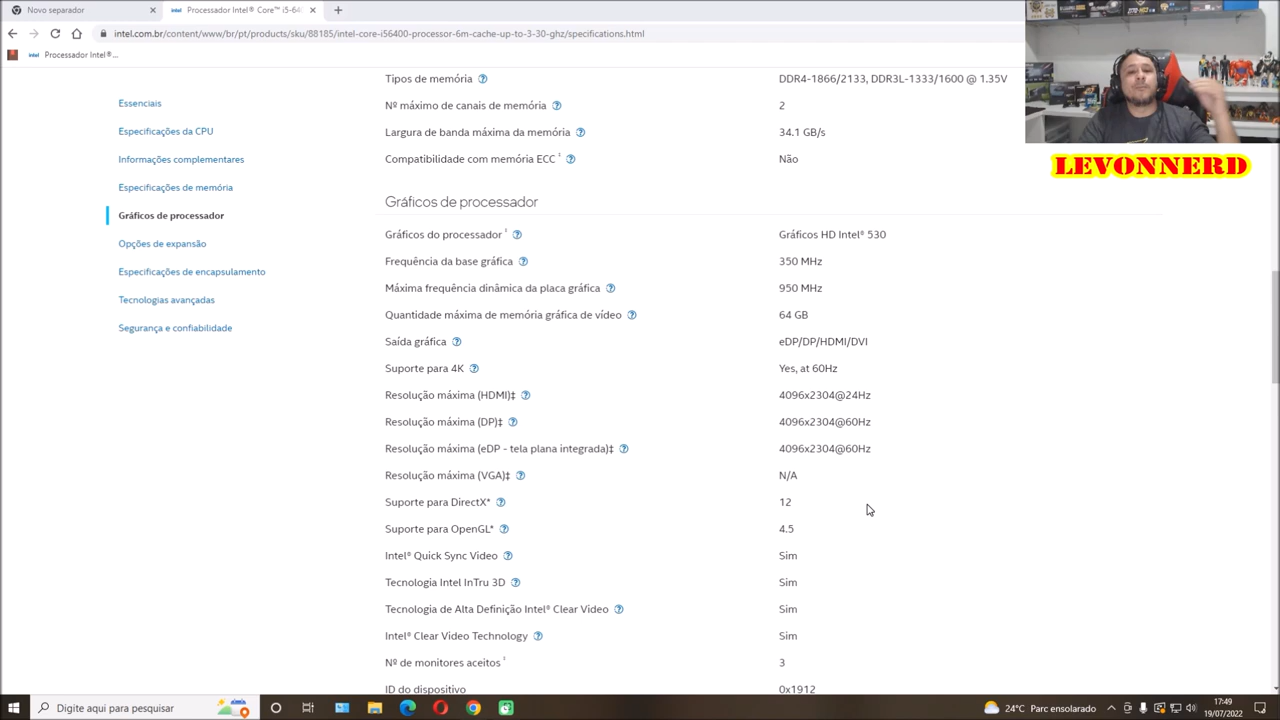 Novo separador
Processador Intel® Core™ i5-64
intel.com.br/content/www/br/pt/products/sku/88185/intel-core-i56400-processor-6m-cache-up-to-3-30-ghz/specifications.html
intel Processador Intel®...
LEVONNERD
Essenciais
Especificações da CPU
Informações complementares
Especificações de memória
Gráficos de processador
Opções de expansão
Especificações de encapsulamento
Tecnologias avançadas
Segurança e confiabilidade
Tipos de memória DDR4-1866/2133, DDR3L-1333/1600 @ 1.35V
Nº máximo de canais de memória 2
Largura de banda máxima da memória 34.1 GB/s
Compatibilidade com memória ECC ‡ Não
Gráficos de processador
Gráficos do processador ‡ Gráficos HD Intel® 530
Frequência da base gráfica 350 MHz
Máxima frequência dinâmica da placa gráfica 950 MHz
Quantidade máxima de memória gráfica de vídeo 64 GB
Saída gráfica eDP/DP/HDMI/DVI
Suporte para 4K Yes, at 60Hz
Resolução máxima (HDMI)‡ 4096x2304@24Hz
Resolução máxima (DP)‡ 4096x2304@60Hz
Resolução máxima (eDP - tela plana integrada)‡ 4096x2304@60Hz
Resolução máxima (VGA)‡ N/A
Suporte para DirectX* 12
Suporte para OpenGL* 4.5
Intel® Quick Sync Video Sim
Tecnologia Intel InTru 3D Sim
Tecnologia de Alta Definição Intel® Clear Video Sim
Intel® Clear Video Technology Sim
Nº de monitores aceitos ‡ 3
ID do dispositivo 0x1912
Digite aqui para pesquisar
24°C Parc ensolarado
17:49
19/07/2022